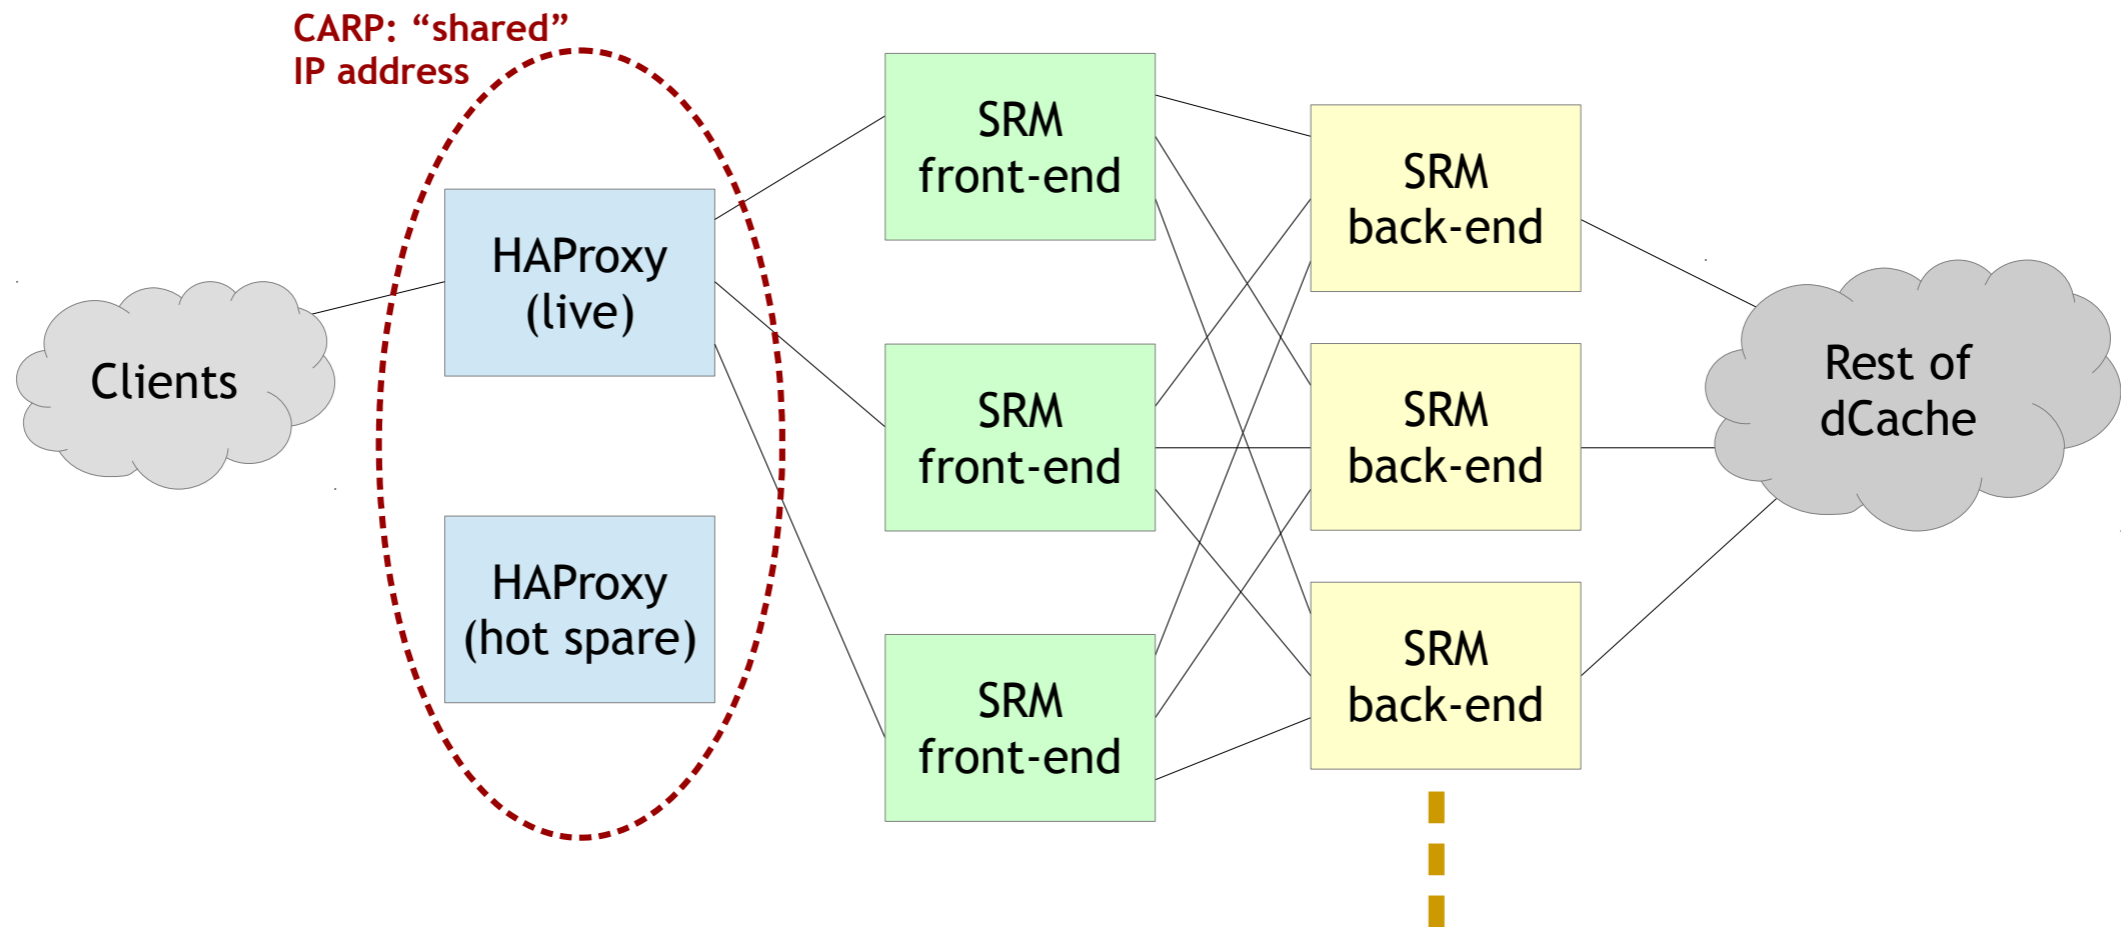 CARP: “shared”
IP address
Clients
HAProxy
(live)
HAProxy
(hot spare)
SRM
front-end
SRM
front-end
SRM
front-end
SRM
back-end
SRM
back-end
SRM
back-end
Rest of
dCache